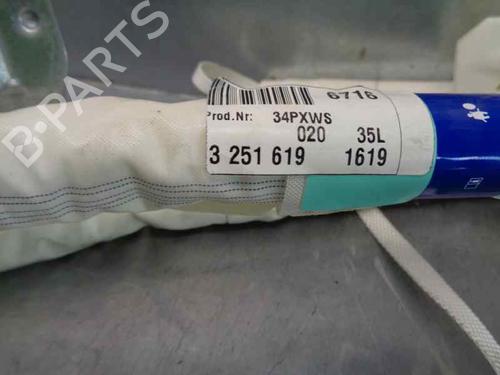 B-PARTS
6716
Prod.Nr: 34PXWS
020 35L
3 251 619 1619